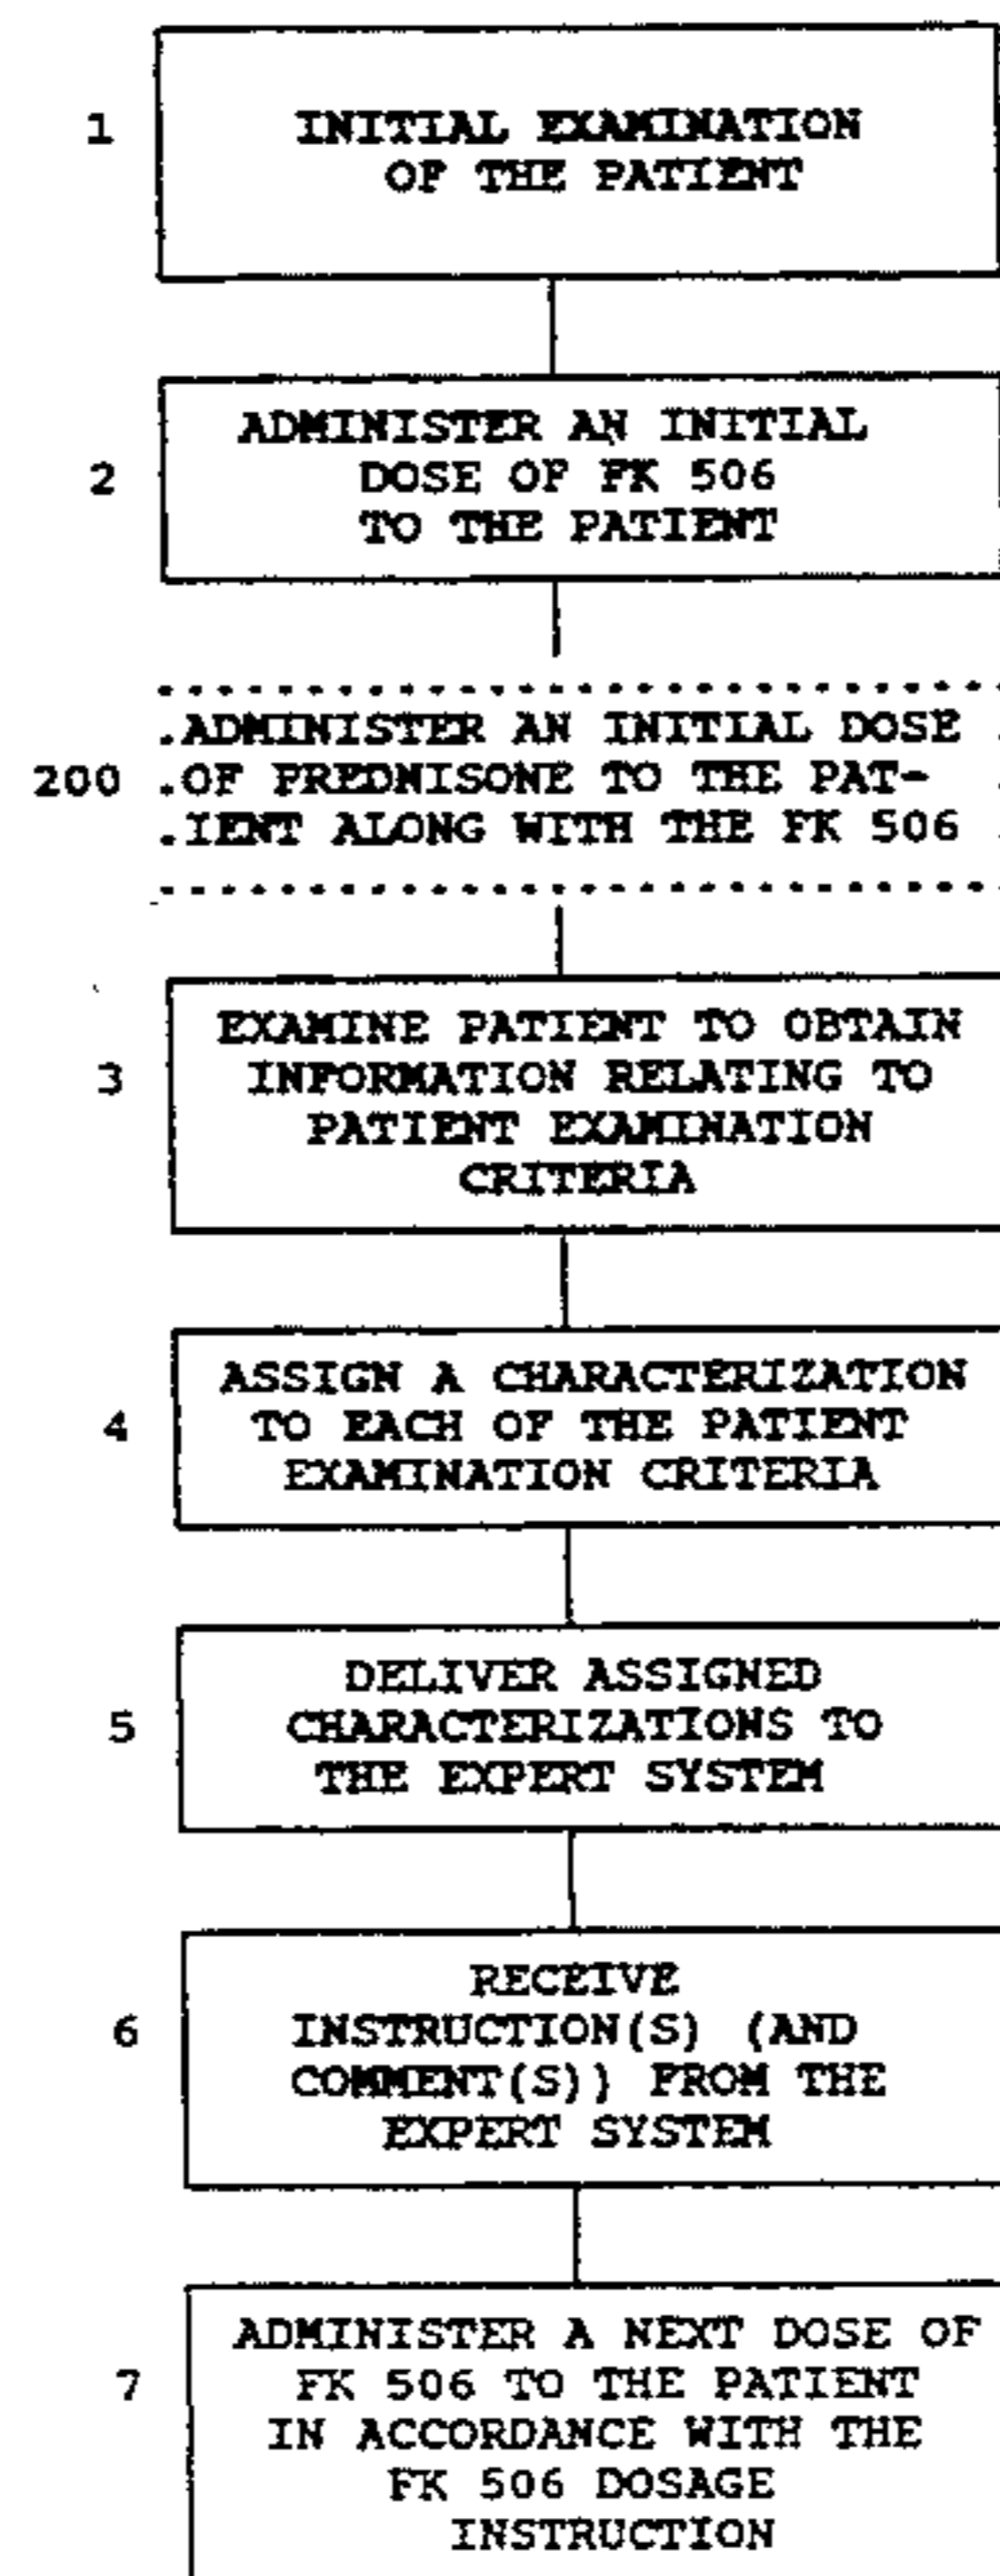 1
INITIAL EXAMINATION
OF THE PATIENT
ADMINISTER AN INITIAL
2
DOSE OF FK 506
TO THE PATIENT
.ADMINISTER AN INITIAL DOSE .
200 .OF PREDNISONE TO THE PAT- .
.IENT ALONG WITH THE FK 506 .
EXAMINE PATIENT TO OBTAIN
3
INFORMATION RELATING TO
PATIENT EXAMINATION
CRITERIA
ASSIGN A CHARACTERIZATION
4
TO EACH OF THE PATIENT
EXAMINATION CRITERIA
DELIVER ASSIGNED
5
CHARACTERIZATIONS TO
THE EXPERT SYSTEM
RECEIVE
6
INSTRUCTION(S) (AND
COMMENT(S)) FROM THE
EXPERT SYSTEM
ADMINISTER A NEXT DOSE OF
7
FK 506 TO THE PATIENT
IN ACCORDANCE WITH THE
FK 506 DOSAGE
INSTRUCTION